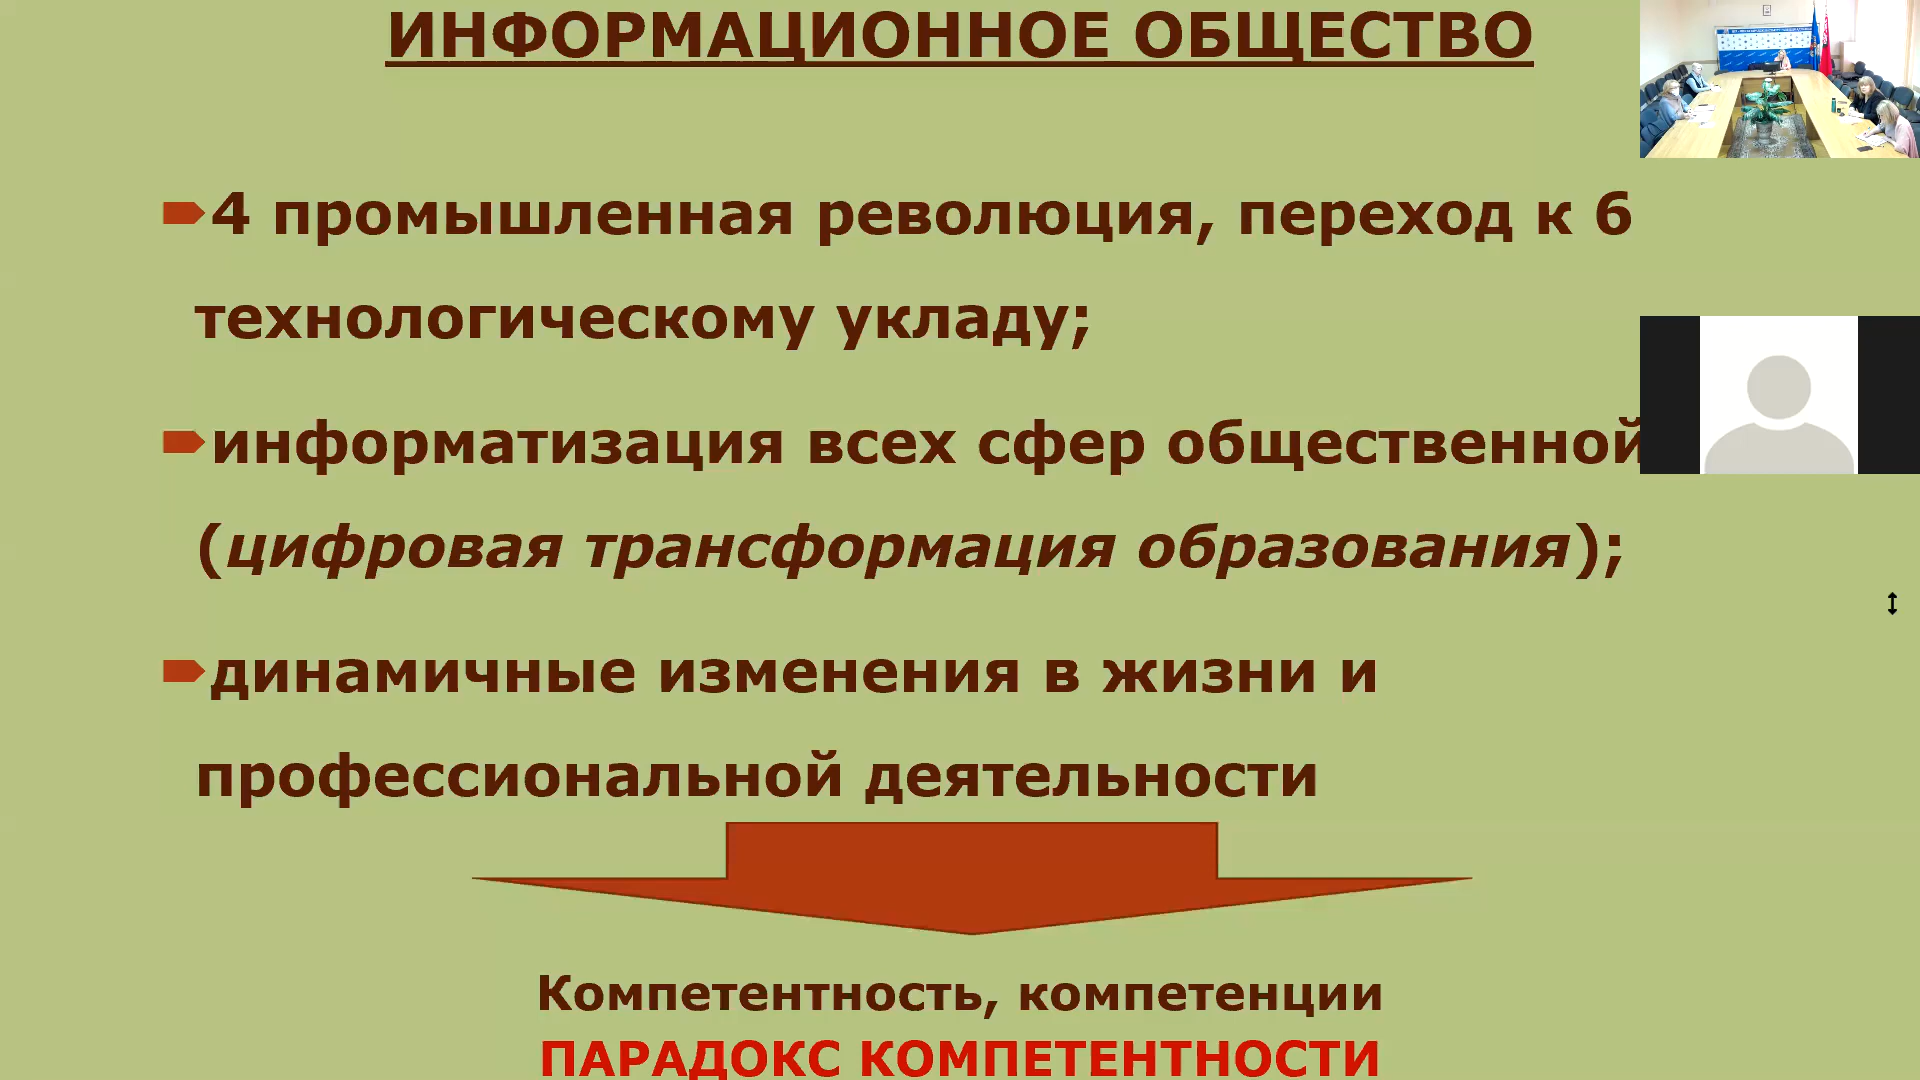 ИНФОРМАЦИОННОЕ ОБЩЕСТВО
4 промышленная революция, переход к 6
технологическому укладу;
информатизация всех сфер общественной
(цифровая трансформация образования);
динамичные изменения в жизни и
профессиональной деятельности
Компетентность, компетенции
ПАРАДОКС КОМПЕТЕНТНОСТИ